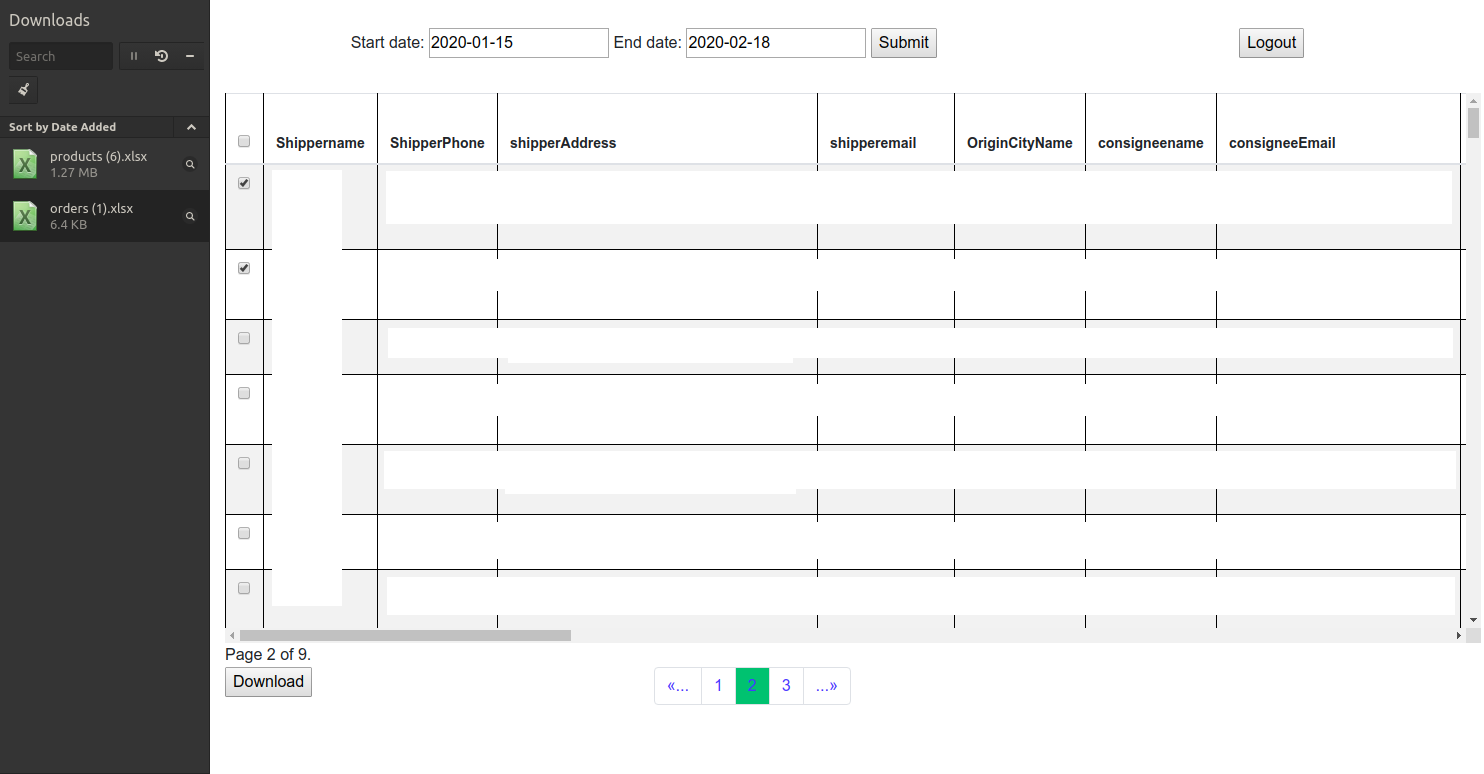 Downloads
Search
Sort by Date Added
products (6).xlsx
1.27 MB
orders (1).xlsx
6.4 KB
Start date: 2020-01-15 End date: 2020-02-18 Submit Logout
Shippername ShipperPhone shipperAddress shipperemail OriginCityName consigneename consigneeEmail
Page 2 of 9.
Download
«... 1 2 3 ...»